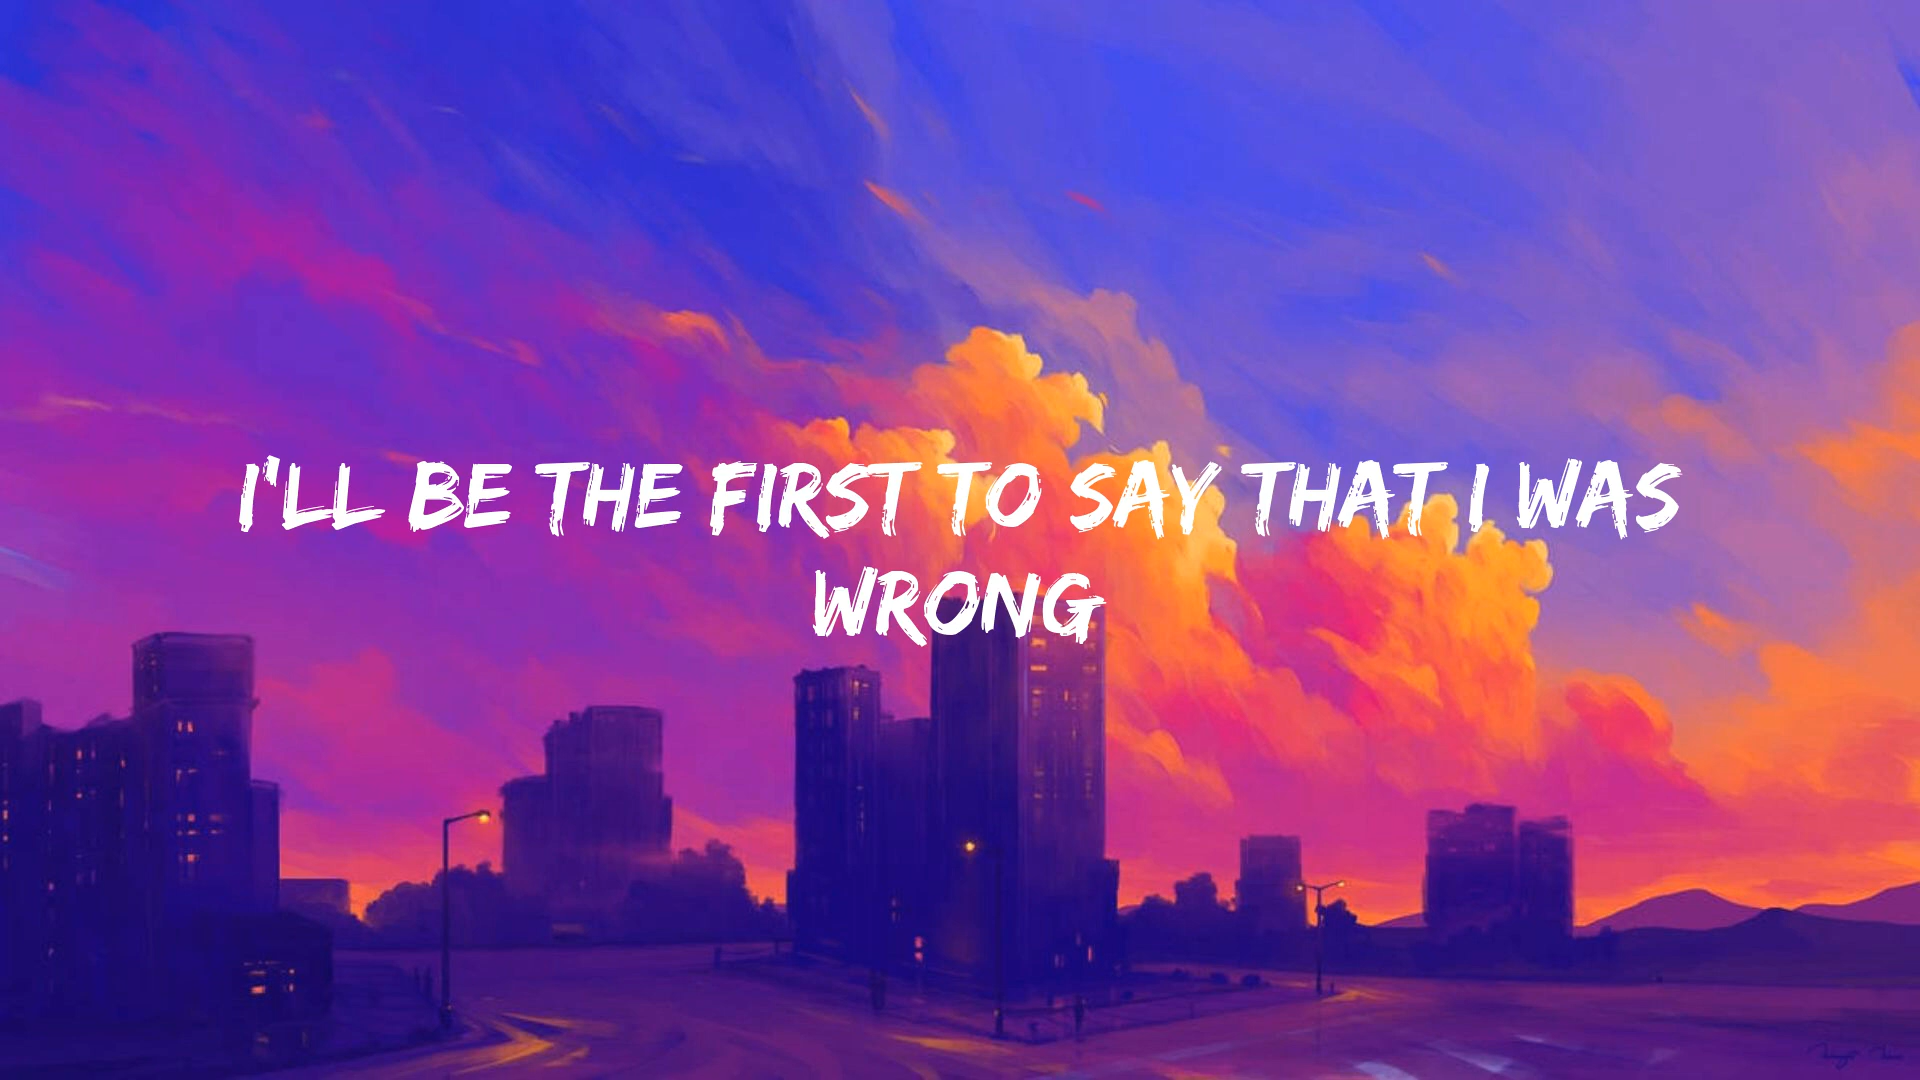 I'LL BE THE FIRST TO SAY THAT I WAS
WRONG